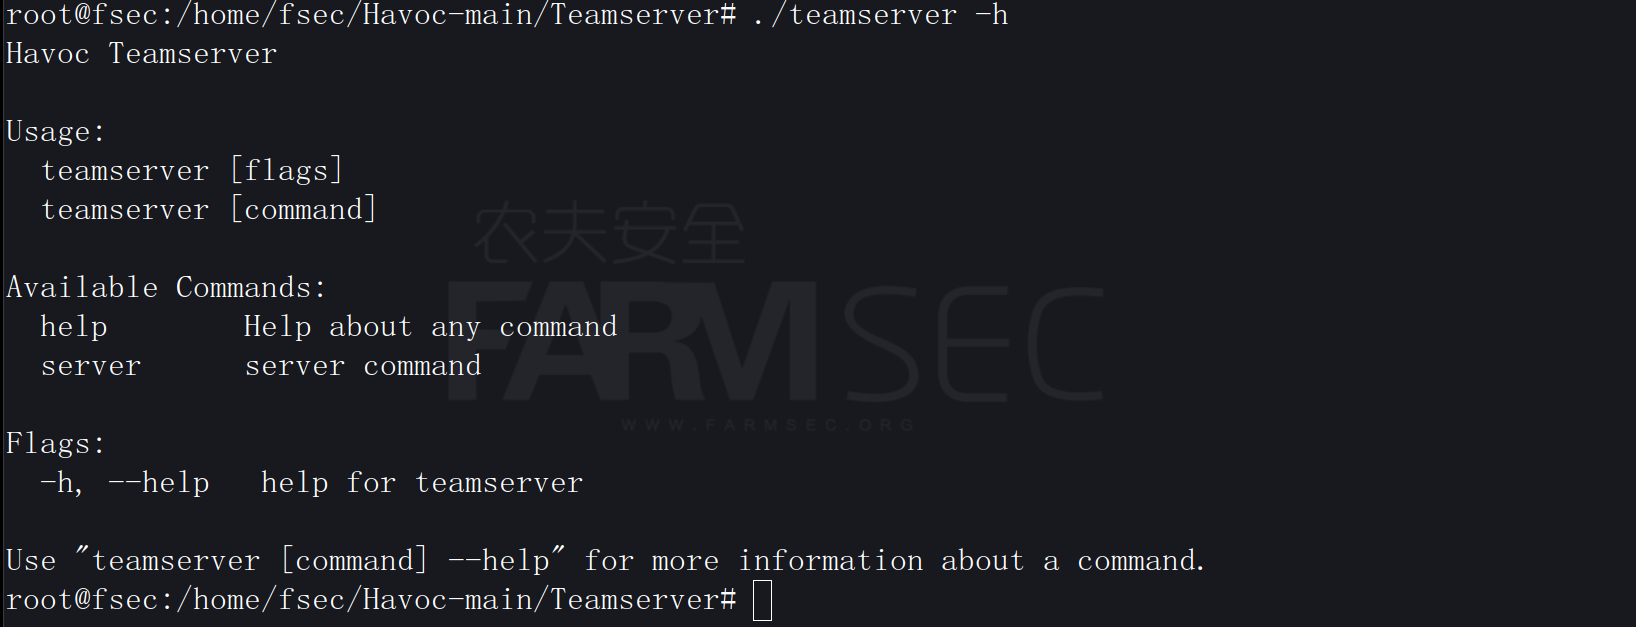 root@fsec:/home/fsec/Havoc-main/Teamserver# ./teamserver -h
Havoc Teamserver
Usage:
teamserver [flags]
teamserver [command]
农夫安全
Available Commands:
help Help about any command
server server command
FARMSEC
WWW.FARMSEC.ORG
Flags:
-h, --help help for teamserver
Use "teamserver [command] --help" for more information about a command.
root@fsec:/home/fsec/Havoc-main/Teamserver#